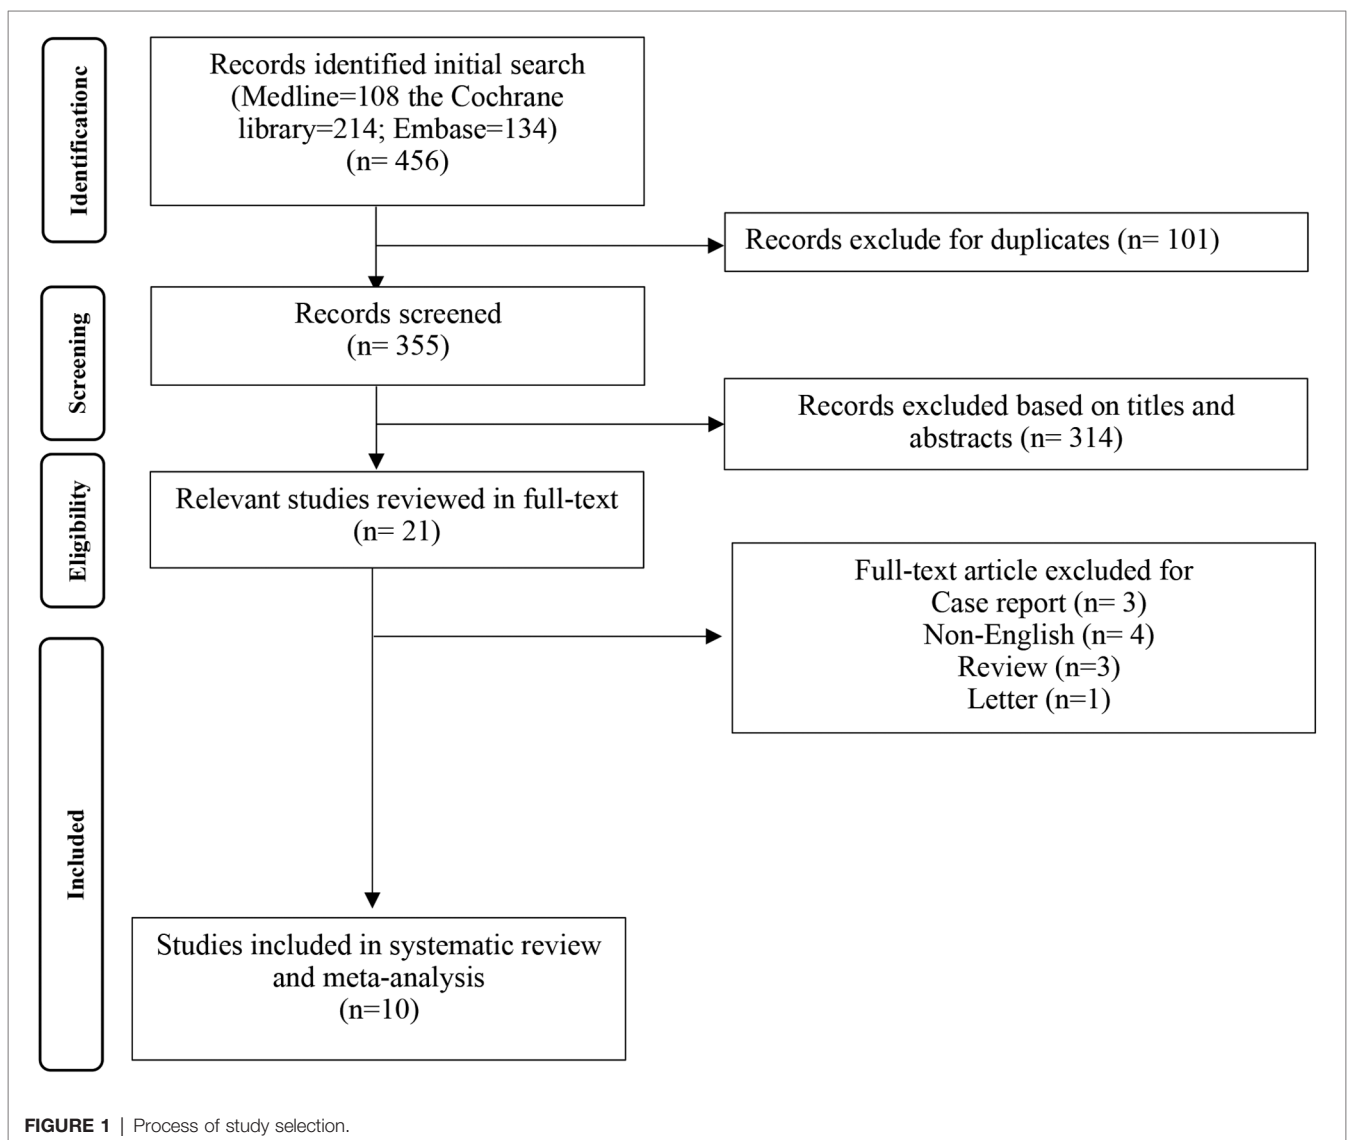 Identificationc
Records identified initial search
(Medline=108 the Cochrane
library=214; Embase=134)
(n= 456)
Records exclude for duplicates (n= 101)
Screening
Records screened
(n= 355)
Records excluded based on titles and
abstracts (n= 314)
Eligibility
Relevant studies reviewed in full-text
(n= 21)
Full-text article excluded for
Case report (n= 3)
Non-English (n= 4)
Review (n=3)
Letter (n=1)
Included
Studies included in systematic review
and meta-analysis
(n=10)
FIGURE 1 | Process of study selection.